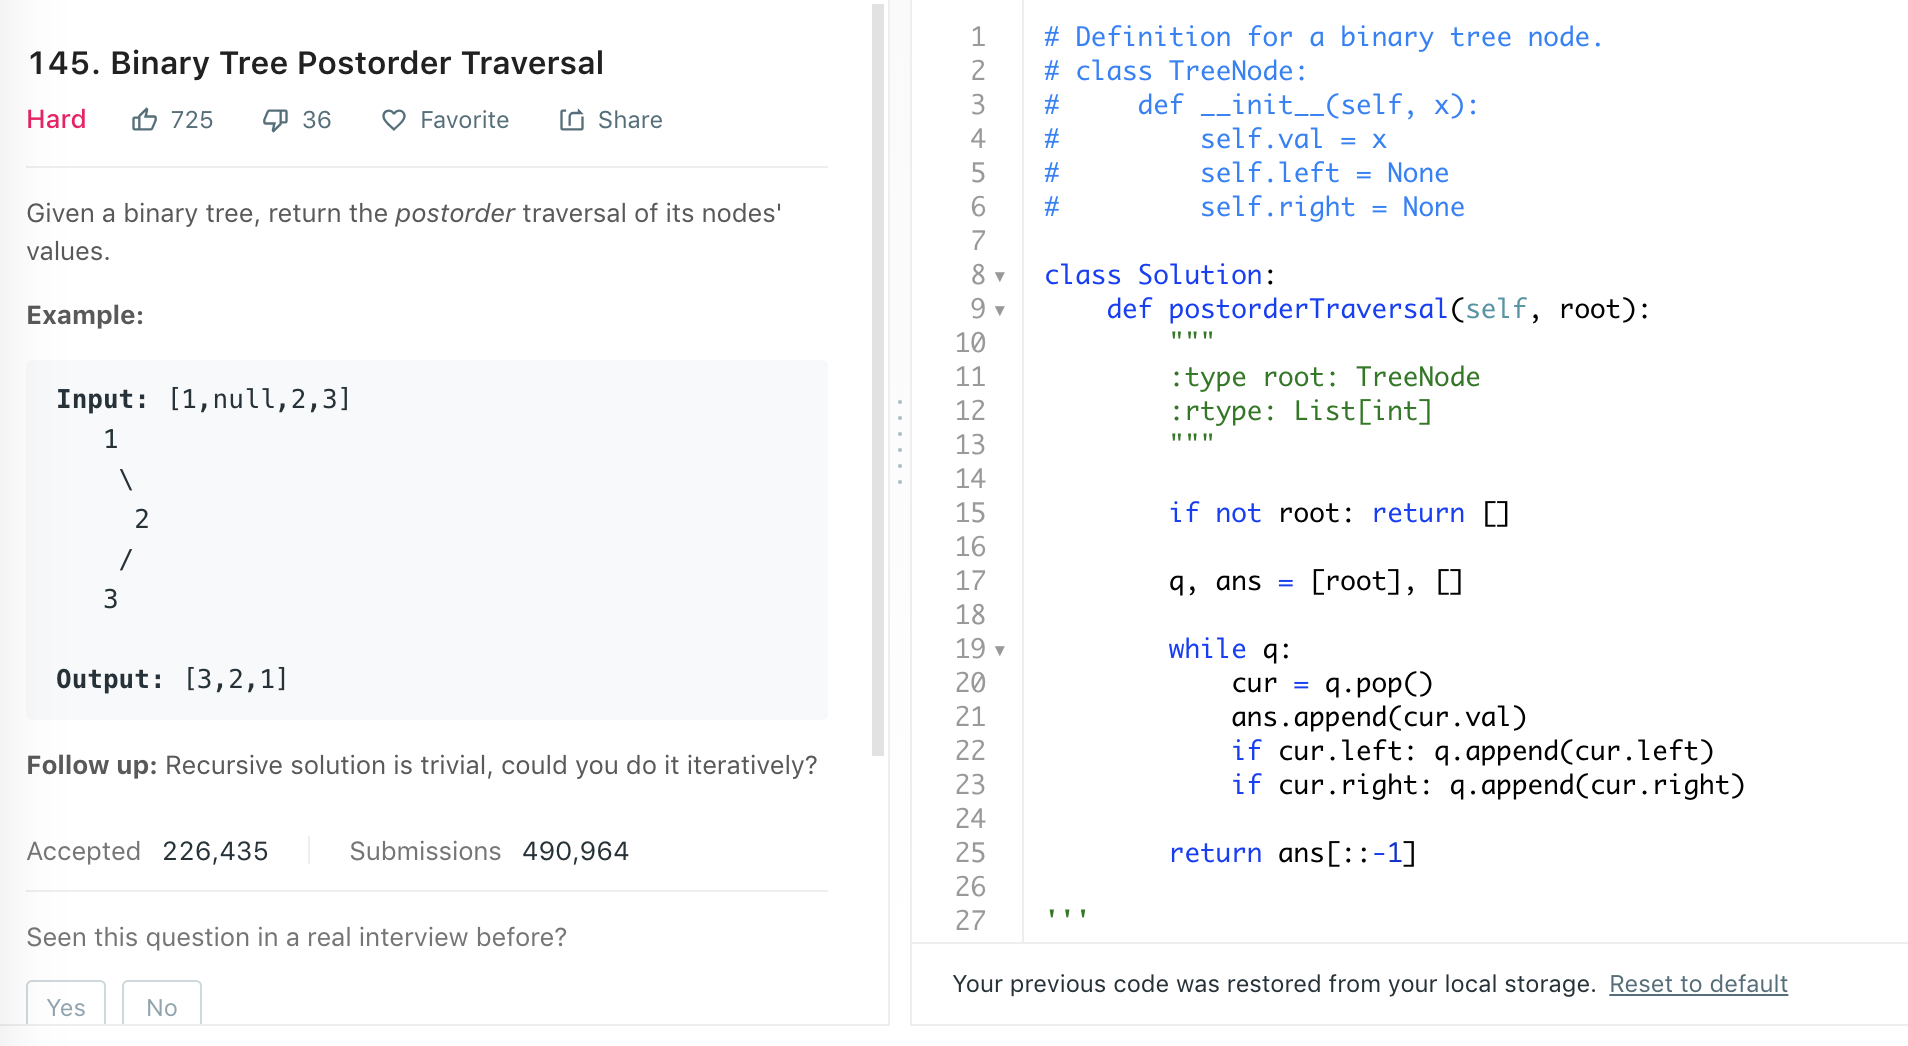 145. Binary Tree Postorder Traversal
Hard 725 36 Favorite Share
Given a binary tree, return the postorder traversal of its nodes'
values.
Example:
Input: [1,null,2,3]
   1
    \
     2
    /
   3
Output: [3,2,1]
Follow up: Recursive solution is trivial, could you do it iteratively?
Accepted 226,435 Submissions 490,964
Seen this question in a real interview before?
Yes No
1 # Definition for a binary tree node.
2 # class TreeNode:
3 #     def __init__(self, x):
4 #         self.val = x
5 #         self.left = None
6 #         self.right = None
7
8 class Solution:
9     def postorderTraversal(self, root):
10         """
11         :type root: TreeNode
12         :rtype: List[int]
13         """
14
15         if not root: return []
16
17         q, ans = [root], []
18
19         while q:
20             cur = q.pop()
21             ans.append(cur.val)
22             if cur.left: q.append(cur.left)
23             if cur.right: q.append(cur.right)
24
25         return ans[::-1]
26
27 '''
Your previous code was restored from your local storage. Reset to default